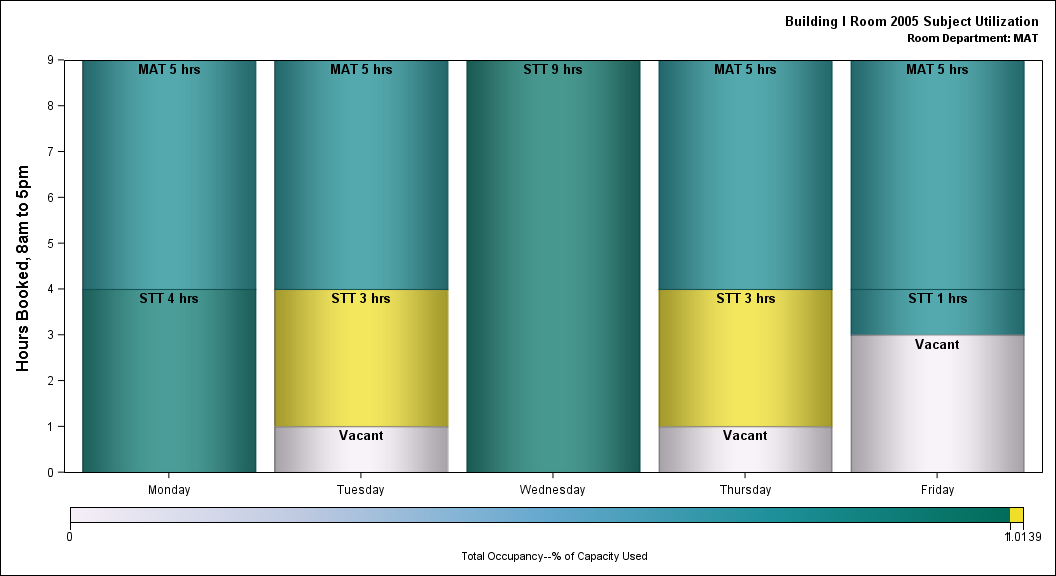 Building I Room 2005 Subject Utilization
Room Department: MAT
Hours Booked, 8am to 5pm
9
8
7
6
5
4
3
2
1
0
MAT 5 hrs
STT 4 hrs
MAT 5 hrs
STT 3 hrs
Vacant
STT 9 hrs
MAT 5 hrs
STT 3 hrs
Vacant
MAT 5 hrs
STT 1 hrs
Vacant
Monday Tuesday Wednesday Thursday Friday
0 1 1.0139
Total Occupancy--% of Capacity Used